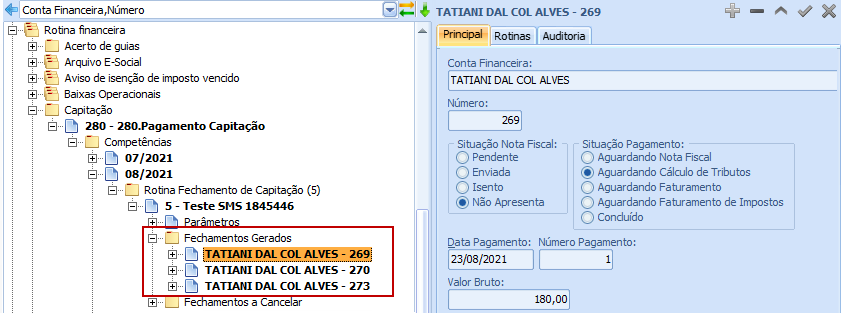 Conta Financeira,Número
Rotina financeira
Acerto de guias
Arquivo E-Social
Aviso de isenção de imposto vencido
Baixas Operacionais
Capitação
280 - 280.Pagamento Capitação
Competências
07/2021
08/2021
Rotina Fechamento de Capitação (5)
5 - Teste SMS 1845446
Parâmetros
Fechamentos Gerados
TATIANI DAL COL ALVES - 269
TATIANI DAL COL ALVES - 270
TATIANI DAL COL ALVES - 273
Fechamentos a Cancelar
TATIANI DAL COL ALVES - 269
Principal Rotinas Auditoria
Conta Financeira:
TATIANI DAL COL ALVES
Número:
269
Situação Nota Fiscal:
Pendente
Enviada
Isento
Não Apresenta
Situação Pagamento:
Aguardando Nota Fiscal
Aguardando Cálculo de Tributos
Aguardando Faturamento
Aguardando Faturamento de Impostos
Concluído
Data Pagamento: Número Pagamento:
23/08/2021 1
Valor Bruto:
180,00